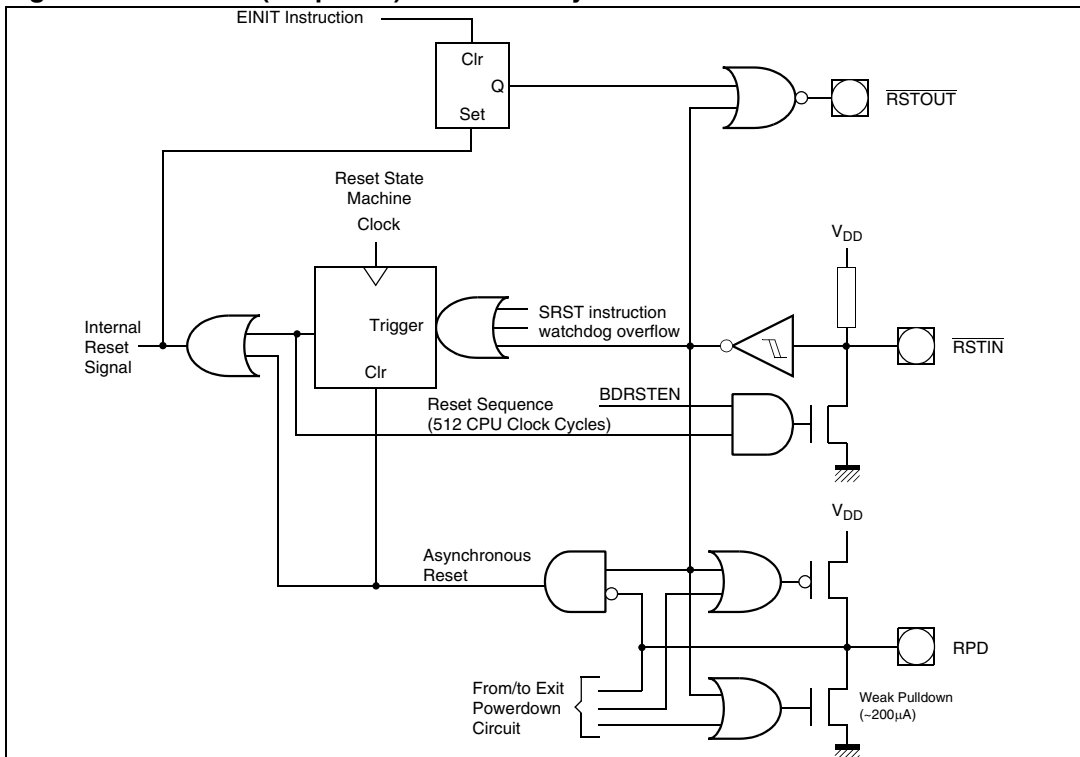 EINIT Instruction
Clr
Q
Set
RSTOUT
Reset State
Machine
Clock
VDD
Internal
Reset
Signal
Trigger
SRST instruction
watchdog overflow
RSTIN
Clr
BDRSTEN
Reset Sequence
(512 CPU Clock Cycles)
VDD
Asynchronous
Reset
RPD
From/to Exit
Powerdown
Circuit
Weak Pulldown
(~200µA)